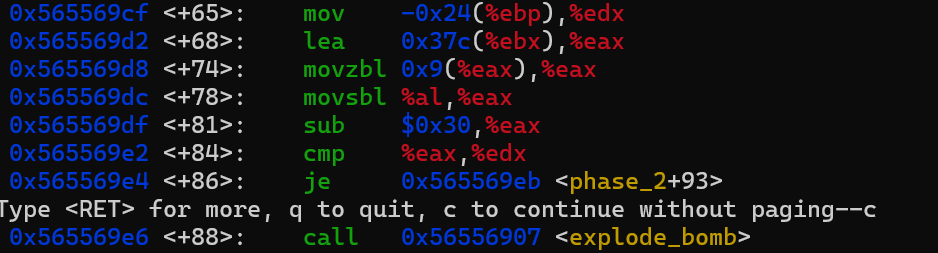 0x565569cf <+65>: mov -0x24(%ebp),%edx
0x565569d2 <+68>: lea 0x37c(%ebx),%eax
0x565569d8 <+74>: movzbl 0x9(%eax),%eax
0x565569dc <+78>: movsbl %al,%eax
0x565569df <+81>: sub $0x30,%eax
0x565569e2 <+84>: cmp %eax,%edx
0x565569e4 <+86>: je 0x565569eb <phase_2+93>
Type <RET> for more, q to quit, c to continue without paging--c
0x565569e6 <+88>: call 0x56556907 <explode_bomb>